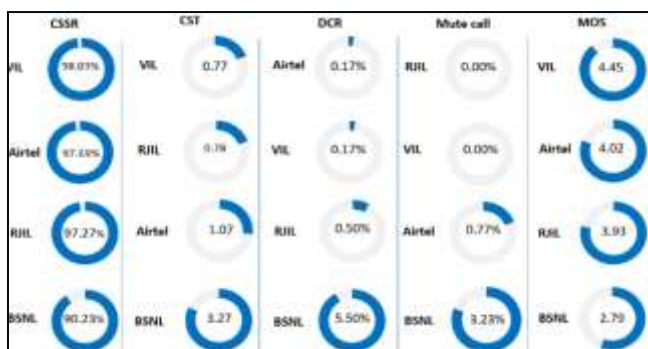 CSSR CST DCR Mute call MOS
VIL VIL 0.77 Airtel 0.17% RJIL 0.00% VIL 4.45
Airtel RJIL 0.78 VIL 0.17% VIL 0.00% Airtel 4.02
RJIL 97.27% Airtel 1.07 RJIL 0.50% Airtel 0.77% RJIL 3.93
BSNL 90.23% BSNL 3.27 BSNL 5.50% BSNL 3.23% BSNL 2.79